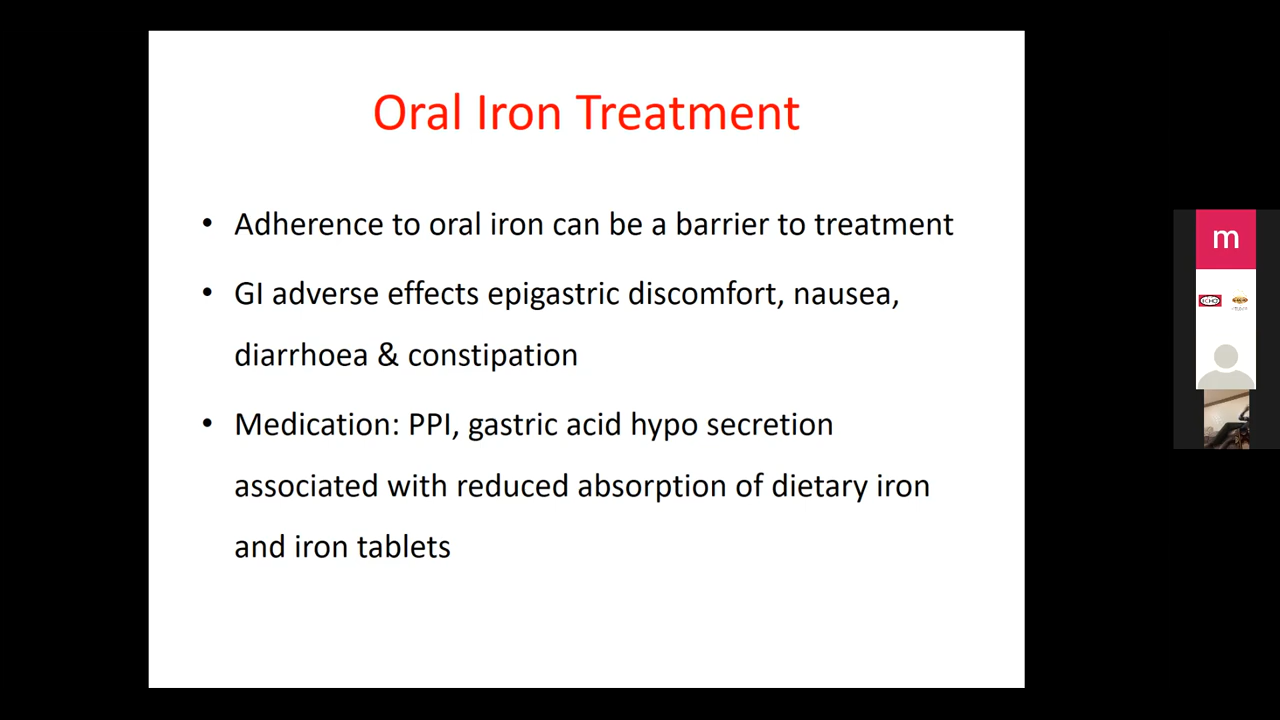 Oral Iron Treatment
• Adherence to oral iron can be a barrier to treatment
• GI adverse effects epigastric discomfort, nausea,
diarrhoea & constipation
• Medication: PPI, gastric acid hypo secretion
associated with reduced absorption of dietary iron
and iron tablets
m
ECHO